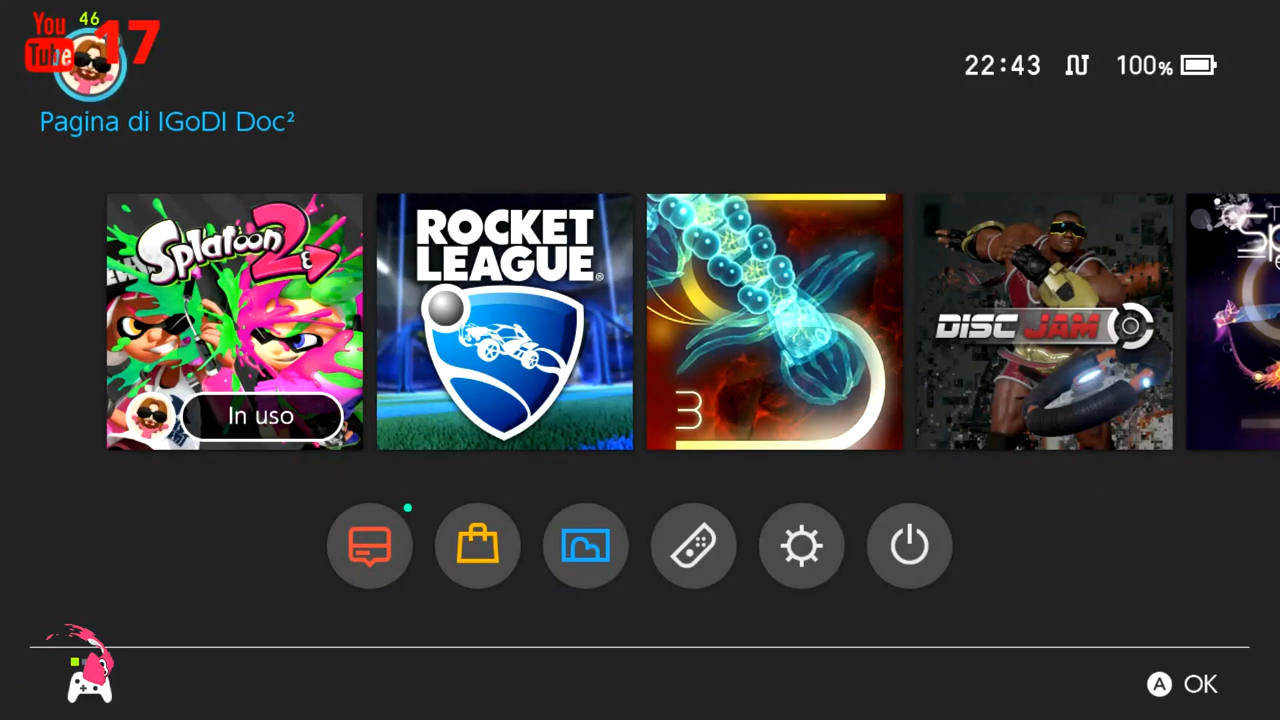 46
You
Tube
17
22:43
100%
Pagina di IGoDI Doc²
Splatoon 2
ROCKET
LEAGUE®
3
DISC JAM
In uso
A OK